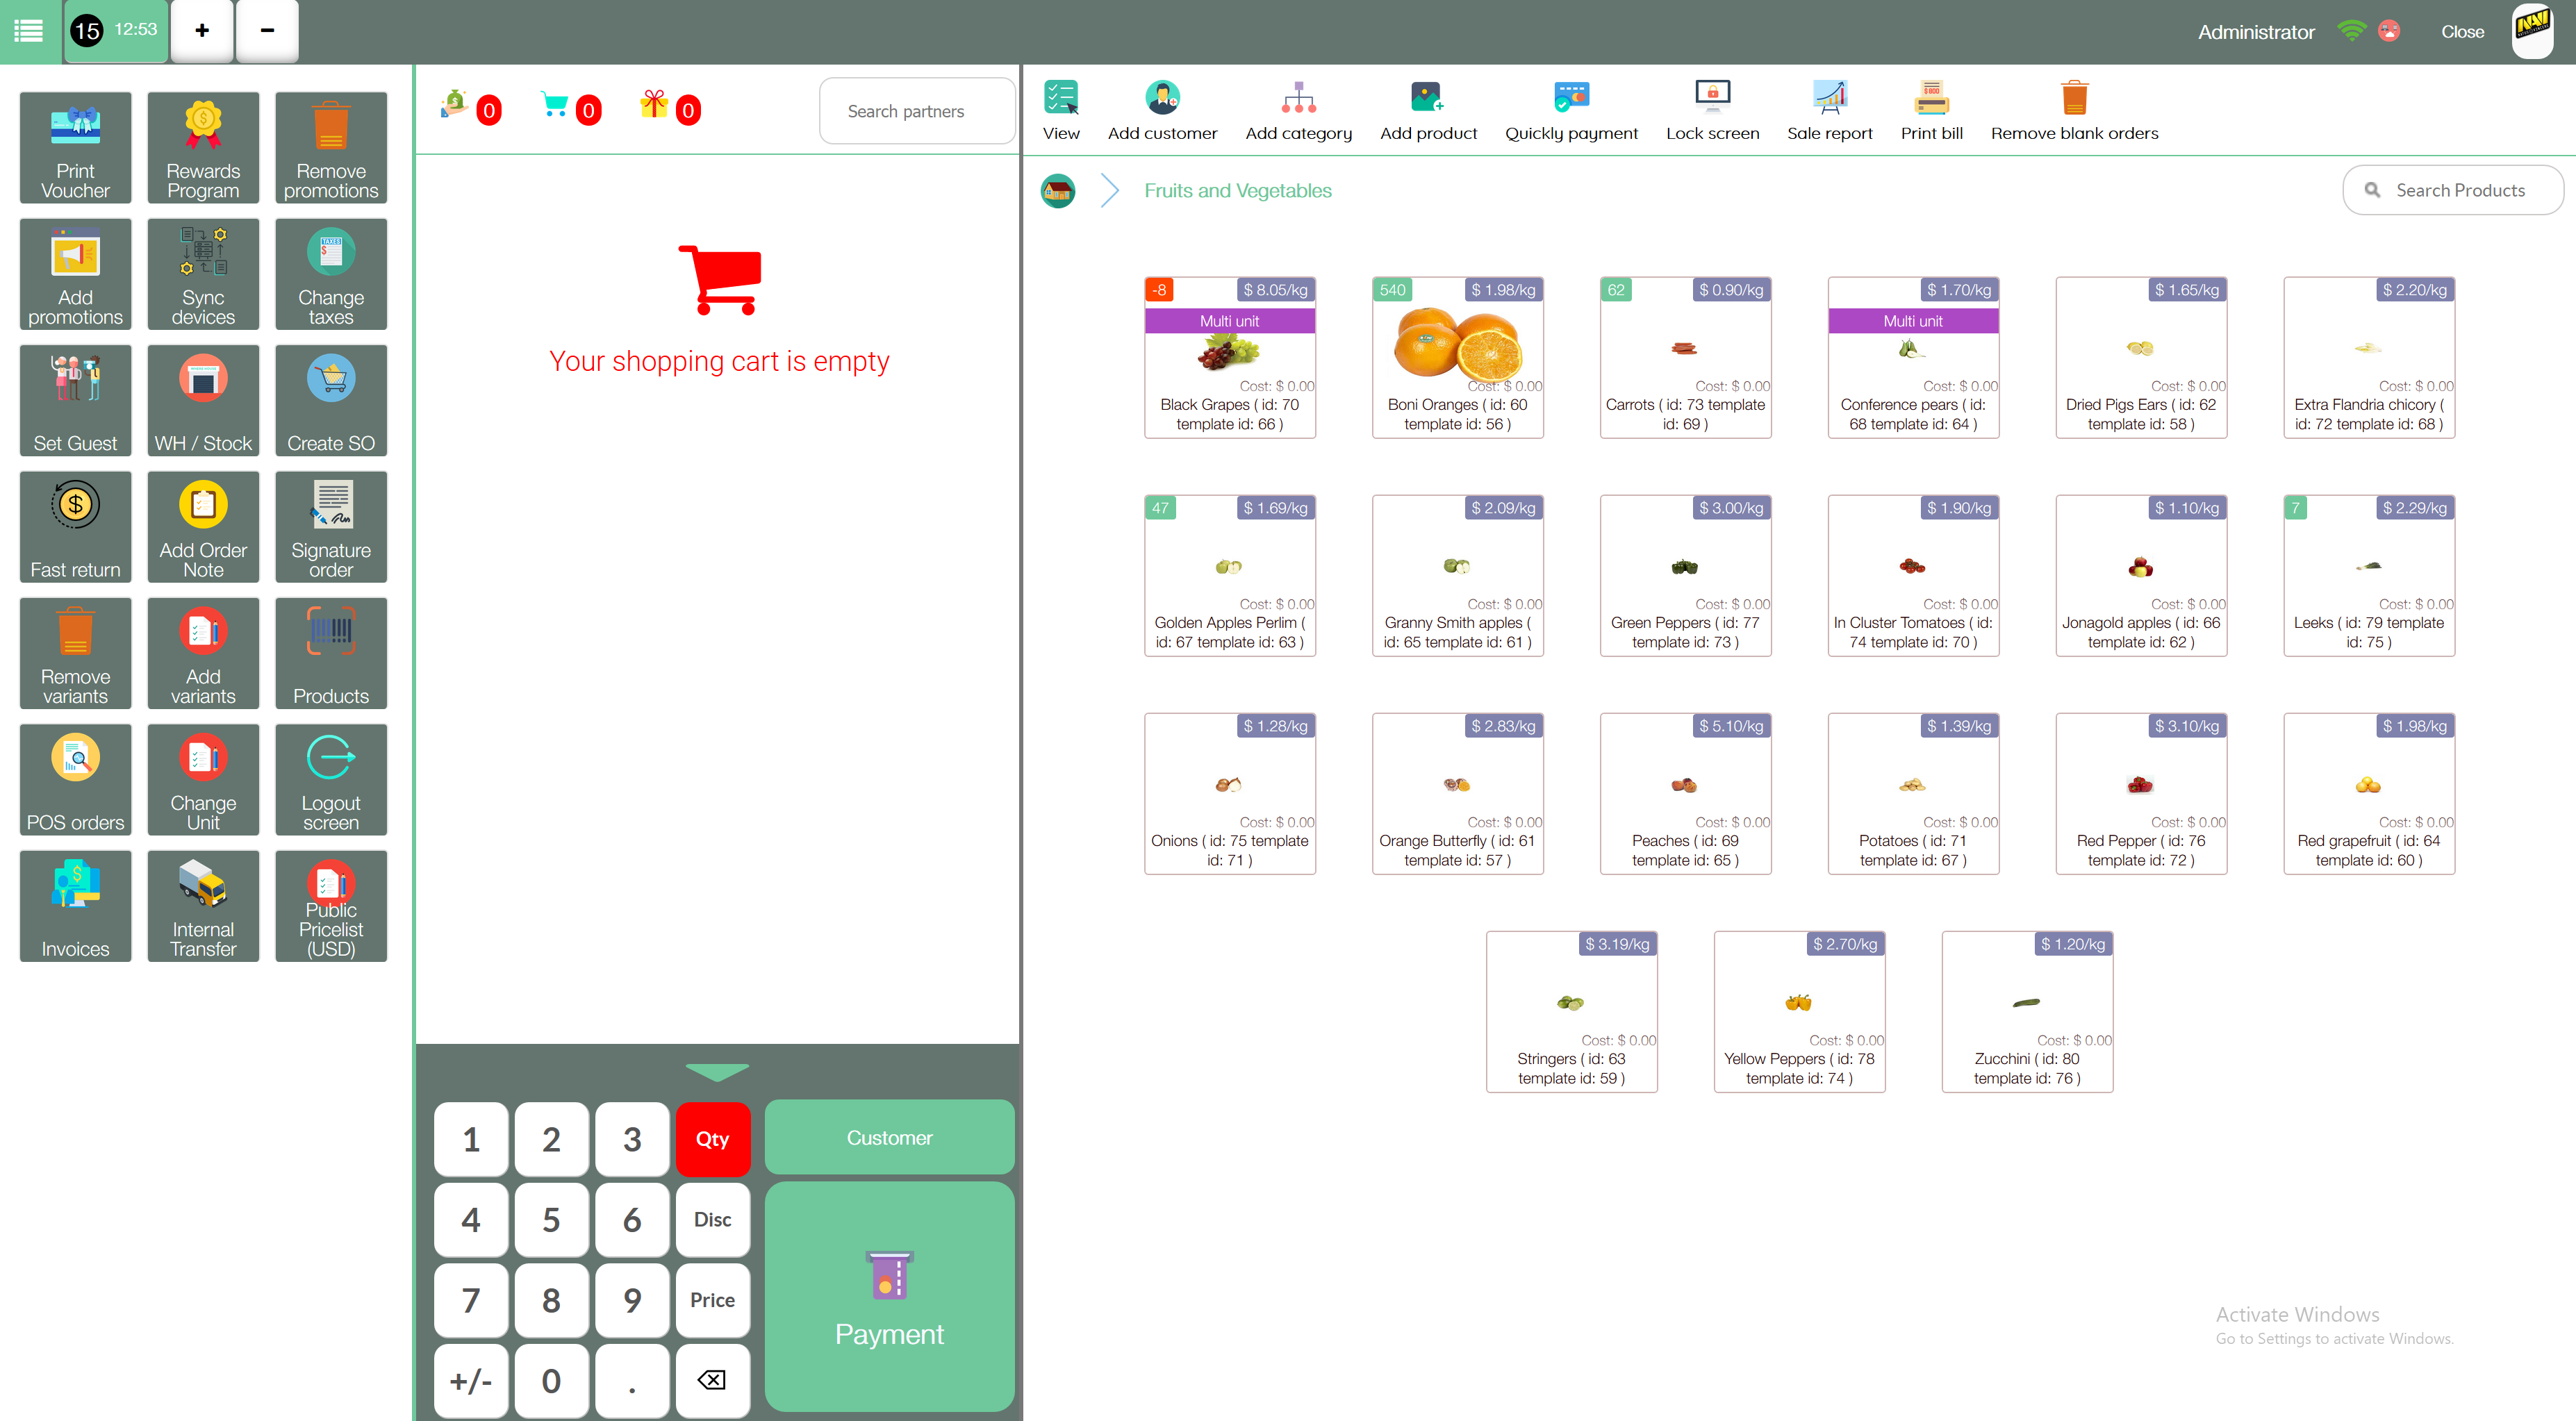 15 12:53 + -
Administrator
Close
Print
Voucher
Rewards
Program
Remove
promotions
Add
promotions
Sync
devices
Change
taxes
Set Guest
WH / Stock
Create SO
Fast return
Add Order
Note
Signature
order
Remove
variants
Add
variants
Products
POS orders
Change
Unit
Logout
screen
Invoices
Internal
Transfer
Public
Pricelist
(USD)
0
0
0
Search partners
Your shopping cart is empty
1 2 3 Qty
4 5 6 Disc
7 8 9 Price
+/- 0 .
Customer
Payment
View
Add customer
Add category
Add product
Quickly payment
Lock screen
Sale report
Print bill
Remove blank orders
Fruits and Vegetables
Search Products
-8
$ 8.05/kg
Multi unit
Cost: $ 0.00
Black Grapes ( id: 70
template id: 66 )
540
$ 1.98/kg
Cost: $ 0.00
Boni Oranges ( id: 60
template id: 56 )
62
$ 0.90/kg
Cost: $ 0.00
Carrots ( id: 73 template
id: 69 )
$ 1.70/kg
Multi unit
Cost: $ 0.00
Conference pears ( id:
68 template id: 64 )
$ 1.65/kg
Cost: $ 0.00
Dried Pigs Ears ( id: 62
template id: 58 )
$ 2.20/kg
Cost: $ 0.00
Extra Flandria chicory (
id: 72 template id: 68 )
47
$ 1.69/kg
Cost: $ 0.00
Golden Apples Perlim (
id: 67 template id: 63 )
$ 2.09/kg
Cost: $ 0.00
Granny Smith apples (
id: 65 template id: 61 )
$ 3.00/kg
Cost: $ 0.00
Green Peppers ( id: 77
template id: 73 )
$ 1.90/kg
Cost: $ 0.00
In Cluster Tomatoes ( id:
74 template id: 70 )
$ 1.10/kg
Cost: $ 0.00
Jonagold apples ( id: 66
template id: 62 )
7
$ 2.29/kg
Cost: $ 0.00
Leeks ( id: 79 template
id: 75 )
$ 1.28/kg
Cost: $ 0.00
Onions ( id: 75 template
id: 71 )
$ 2.83/kg
Cost: $ 0.00
Orange Butterfly ( id: 61
template id: 57 )
$ 5.10/kg
Cost: $ 0.00
Peaches ( id: 69
template id: 65 )
$ 1.39/kg
Cost: $ 0.00
Potatoes ( id: 71
template id: 67 )
$ 3.10/kg
Cost: $ 0.00
Red Pepper ( id: 76
template id: 72 )
$ 1.98/kg
Cost: $ 0.00
Red grapefruit ( id: 64
template id: 60 )
$ 3.19/kg
Cost: $ 0.00
Stringers ( id: 63
template id: 59 )
$ 2.70/kg
Cost: $ 0.00
Yellow Peppers ( id: 78
template id: 74 )
$ 1.20/kg
Cost: $ 0.00
Zucchini ( id: 80
template id: 76 )
Activate Windows
Go to Settings to activate Windows.